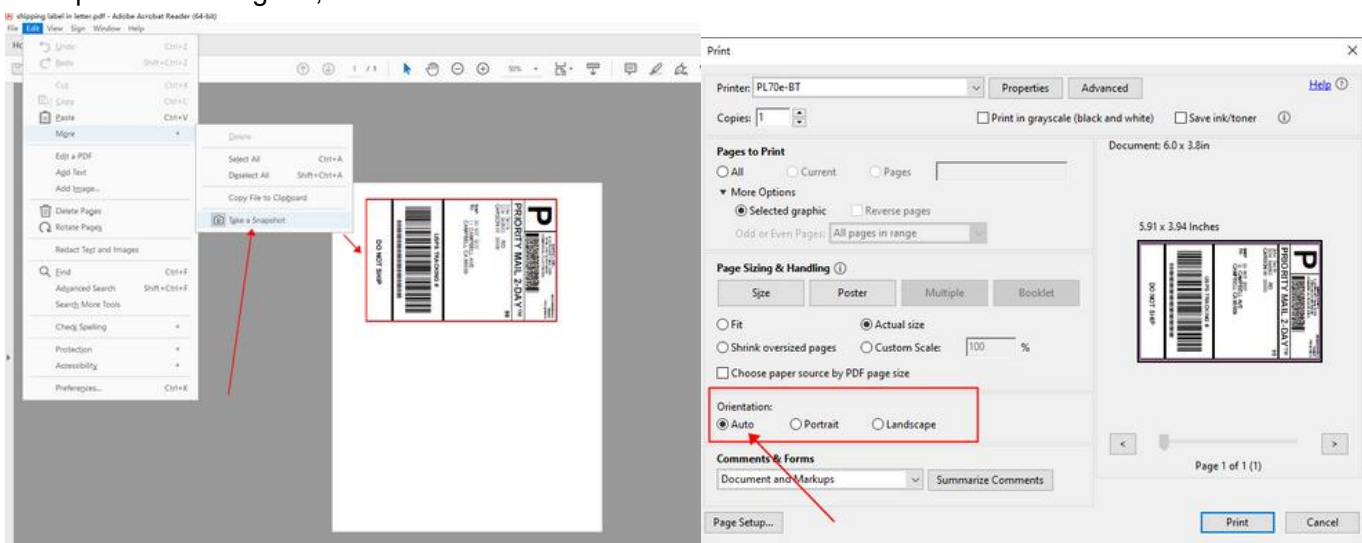 shipping label in letter.pdf - Adobe Acrobat Reader (64-bit)
File Edit View Sign Window Help
Undo Ctrl+Z
Redo Shift+Ctrl+Z
Cut Ctrl+X
Copy Ctrl+C
Paste Ctrl+V
More
Edit a PDF
Add Text
Add Image...
Delete Pages
Rotate Pages
Redact Text and Images
Find Ctrl+F
Advanced Search Shift+Ctrl+F
Search More Tools
Check Spelling
Protection
Accessibility
Preferences... Ctrl+K
Delete
Select All Ctrl+A
Deselect All Shift+Ctrl+A
Copy File to Clipboard
Take a Snapshot
1 / 1
50%
P
PRIORITY MAIL 2-DAY™
USPS TRACKING #
DO NOT SHIP
Print
Printer: PL70e-BT Properties Advanced Help
Copies: 1 Print in grayscale (black and white) Save ink/toner
Pages to Print
All Current Pages
More Options
Selected graphic Reverse pages
Odd or Even Pages: All pages in range
Page Sizing & Handling
Size Poster Multiple Booklet
Fit Actual size
Shrink oversized pages Custom Scale: 100 %
Choose paper source by PDF page size
Orientation:
Auto Portrait Landscape
Comments & Forms
Document and Markups Summarize Comments
Page Setup...
Document: 6.0 x 3.8in
5.91 x 3.94 Inches
P
PRIORITY MAIL 2-DAY™
USPS TRACKING #
DO NOT SHIP
< >
Page 1 of 1 (1)
Print Cancel